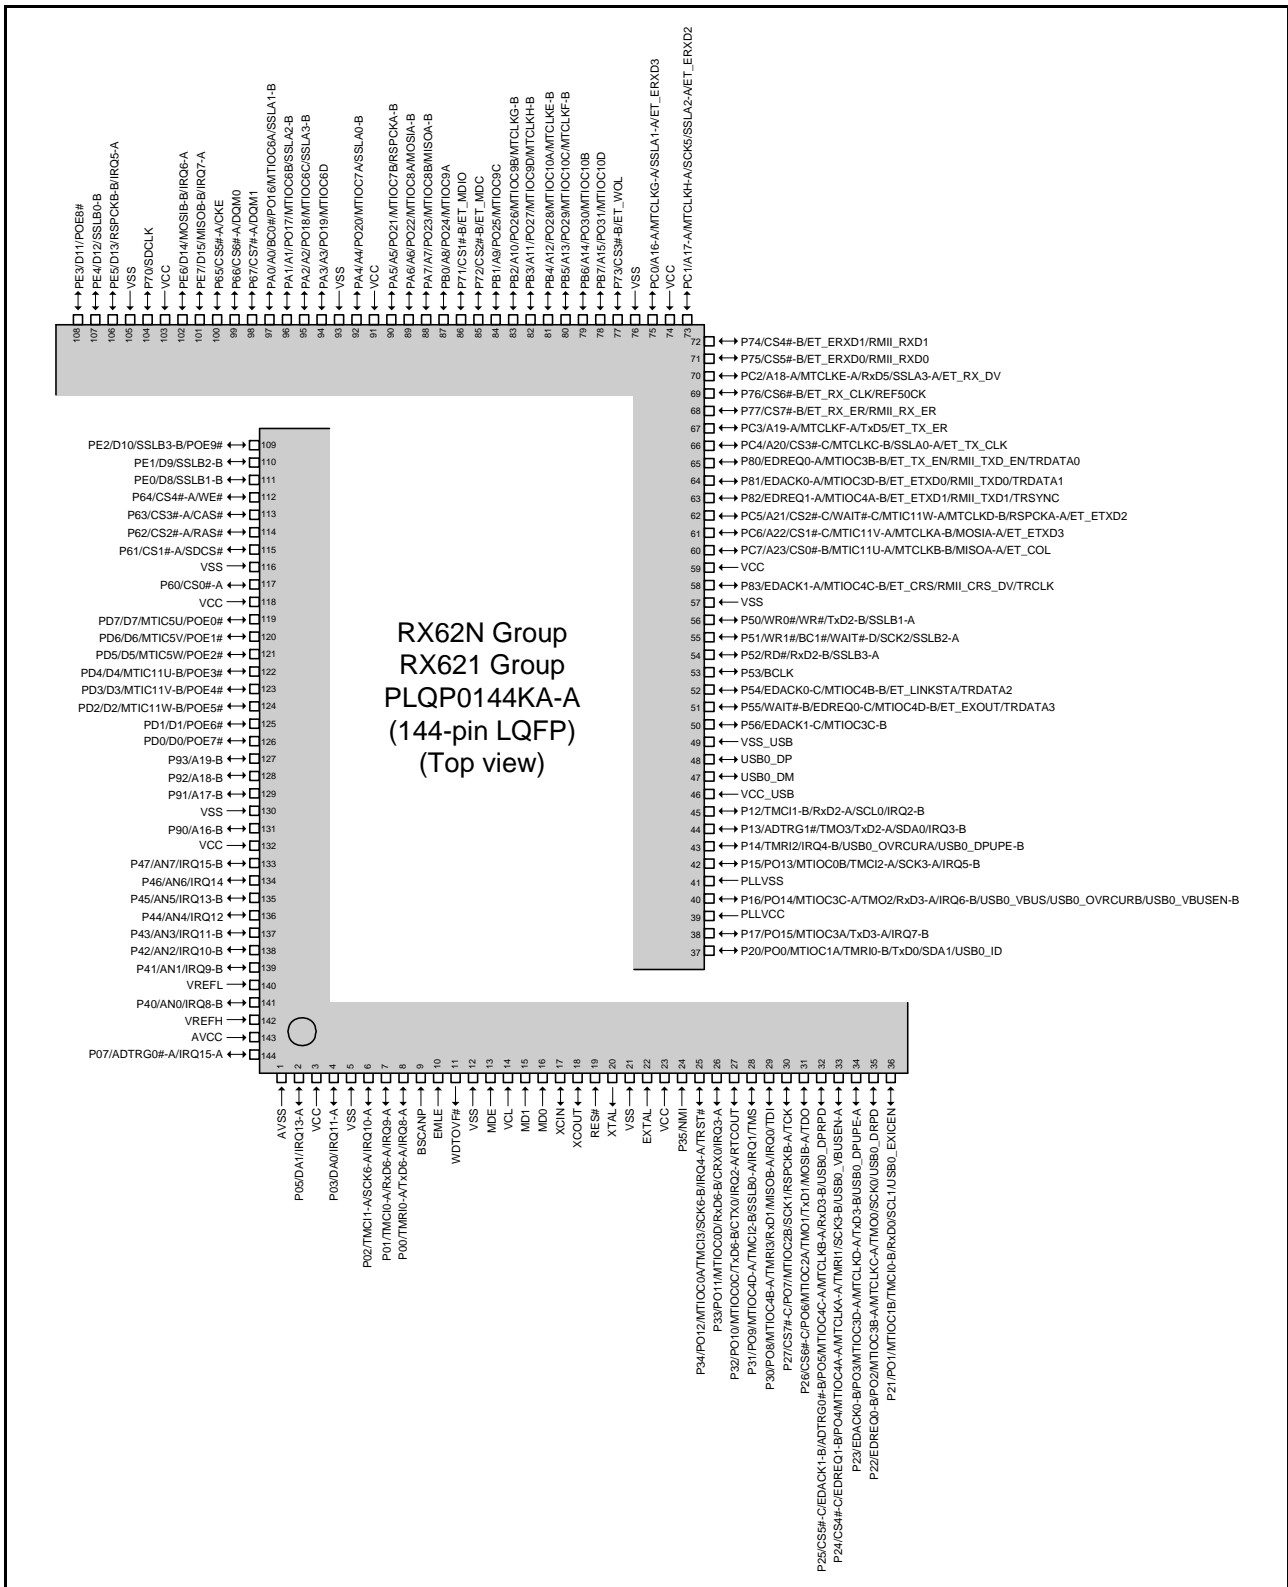 PE3/D11/POE8#
PE4/D12/SSLB0-B
PE5/D13/RSPCKB-B/IRQ5-A
VSS
P70/SDCLK
VCC
PE6/D14/MOSIB-B/IRQ6-A
PE7/D15/MISOB-B/IRQ7-A
P65/CS5#-A/CKE
P66/CS6#-A/DQM0
P67/CS7#-A/DQM1
PA0/A0/BC0#/PO16/MTIOC6A/SSLA1-B
PA1/A1/PO17/MTIOC6B/SSLA2-B
PA2/A2/PO18/MTIOC6C/SSLA3-B
PA3/A3/PO19/MTIOC6D
VSS
PA4/A4/PO20/MTIOC7A/SSLA0-B
VCC
PA5/A5/PO21/MTIOC7B/RSPCKA-B
PA6/A6/PO22/MTIOC8A/MOSIA-B
PA7/A7/PO23/MTIOC8B/MISOA-B
PB0/A8/PO24/MTIOC9A
P71/CS1#-B/ET_MDIO
P72/CS2#-B/ET_MDC
PB1/A9/PO25/MTIOC9C
PB2/A10/PO26/MTIOC9B/MTCLKG-B
PB3/A11/PO27/MTIOC9D/MTCLKH-B
PB4/A12/PO28/MTIOC10A/MTCLKE-B
PB5/A13/PO29/MTIOC10C/MTCLKF-B
PB6/A14/PO30/MTIOC10B
PB7/A15/PO31/MTIOC10D
P73/CS3#-B/ET_WOL
VSS
PC0/A16-A/MTCLKG-A/SSLA1-A/ET_ERXD3
VCC
PC1/A17-A/MTCLKH-A/SCK5/SSLA2-A/ET_ERXD2
108 107 106 105 104 103 102 101 100 99 98 97 96 95 94 93 92 91 90 89 88 87 86 85 84 83 82 81 80 79 78 77 76 75 74 73
72 P74/CS4#-B/ET_ERXD1/RMII_RXD1
71 P75/CS5#-B/ET_ERXD0/RMII_RXD0
70 PC2/A18-A/MTCLKE-A/RxD5/SSLA3-A/ET_RX_DV
69 P76/CS6#-B/ET_RX_CLK/REF50CK
68 P77/CS7#-B/ET_RX_ER/RMII_RX_ER
67 PC3/A19-A/MTCLKF-A/TxD5/ET_TX_ER
66 PC4/A20/CS3#-C/MTCLKC-B/SSLA0-A/ET_TX_CLK
65 P80/EDREQ0-A/MTIOC3B-B/ET_TX_EN/RMII_TXD_EN/TRDATA0
64 P81/EDACK0-A/MTIOC3D-B/ET_ETXD0/RMII_TXD0/TRDATA1
63 P82/EDREQ1-A/MTIOC4A-B/ET_ETXD1/RMII_TXD1/TRSYNC
62 PC5/A21/CS2#-C/WAIT#-C/MTIC11W-A/MTCLKD-B/RSPCKA-A/ET_ETXD2
61 PC6/A22/CS1#-C/MTIC11V-A/MTCLKA-B/MOSIA-A/ET_ETXD3
60 PC7/A23/CS0#-B/MTIC11U-A/MTCLKB-B/MISOA-A/ET_COL
59 VCC
58 P83/EDACK1-A/MTIOC4C-B/ET_CRS/RMII_CRS_DV/TRCLK
57 VSS
56 P50/WR0#/WR#/TxD2-B/SSLB1-A
55 P51/WR1#/BC1#/WAIT#-D/SCK2/SSLB2-A
54 P52/RD#/RxD2-B/SSLB3-A
53 P53/BCLK
52 P54/EDACK0-C/MTIOC4B-B/ET_LINKSTA/TRDATA2
51 P55/WAIT#-B/EDREQ0-C/MTIOC4D-B/ET_EXOUT/TRDATA3
50 P56/EDACK1-C/MTIOC3C-B
49 VSS_USB
48 USB0_DP
47 USB0_DM
46 VCC_USB
45 P12/TMCI1-B/RxD2-A/SCL0/IRQ2-B
44 P13/ADTRG1#/TMO3/TxD2-A/SDA0/IRQ3-B
43 P14/TMRI2/IRQ4-B/USB0_OVRCURA/USB0_DPUPE-B
42 P15/PO13/MTIOC0B/TMCI2-A/SCK3-A/IRQ5-B
41 PLLVSS
40 P16/PO14/MTIOC3C-A/TMO2/RxD3-A/IRQ6-B/USB0_VBUS/USB0_OVRCURB/USB0_VBUSEN-B
39 PLLVCC
38 P17/PO15/MTIOC3A/TxD3-A/IRQ7-B
37 P20/PO0/MTIOC1A/TMRI0-B/TxD0/SDA1/USB0_ID
PE2/D10/SSLB3-B/POE9# 109
PE1/D9/SSLB2-B 110
PE0/D8/SSLB1-B 111
P64/CS4#-A/WE# 112
P63/CS3#-A/CAS# 113
P62/CS2#-A/RAS# 114
P61/CS1#-A/SDCS# 115
VSS 116
P60/CS0#-A 117
VCC 118
PD7/D7/MTIC5U/POE0# 119
PD6/D6/MTIC5V/POE1# 120
PD5/D5/MTIC5W/POE2# 121
PD4/D4/MTIC11U-B/POE3# 122
PD3/D3/MTIC11V-B/POE4# 123
PD2/D2/MTIC11W-B/POE5# 124
PD1/D1/POE6# 125
PD0/D0/POE7# 126
P93/A19-B 127
P92/A18-B 128
P91/A17-B 129
VSS 130
P90/A16-B 131
VCC 132
P47/AN7/IRQ15-B 133
P46/AN6/IRQ14 134
P45/AN5/IRQ13-B 135
P44/AN4/IRQ12 136
P43/AN3/IRQ11-B 137
P42/AN2/IRQ10-B 138
P41/AN1/IRQ9-B 139
VREFL 140
P40/AN0/IRQ8-B 141
VREFH 142
AVCC 143
P07/ADTRG0#-A/IRQ15-A 144
RX62N Group
RX621 Group
PLQP0144KA-A
(144-pin LQFP)
(Top view)
1 2 3 4 5 6 7 8 9 10 11 12 13 14 15 16 17 18 19 20 21 22 23 24 25 26 27 28 29 30 31 32 33 34 35 36
AVSS
P05/DA1/IRQ13-A
VCC
P03/DA0/IRQ11-A
VSS
P02/TMCI1-A/SCK6-A/IRQ10-A
P01/TMCI0-A/RxD6-A/IRQ9-A
P00/TMRI0-A/TxD6-A/IRQ8-A
BSCANP
EMLE
WDTOVF#
VSS
MDE
VCL
MD1
MD0
XCIN
XCOUT
RES#
XTAL
VSS
EXTAL
VCC
P35/NMI
P34/PO12/MTIOC0A/TMCI3/SCK6-B/IRQ4-A/TRST#
P33/PO11/MTIOC0D/RxD6-B/CRX0/IRQ3-A
P32/PO10/MTIOC0C/TxD6-B/CTX0/IRQ2-A/RTCOUT
P31/PO9/MTIOC4D-A/TMCI2-B/SSLB0-A/IRQ1/TMS
P30/PO8/MTIOC4B-A/TMRI3/RxD1/MISOB-A/IRQ0/TDI
P27/CS7#-C/PO7/MTIOC2B/SCK1/RSPCKB-A/TCK
P26/CS6#-C/PO6/MTIOC2A/TMO1/TxD1/MOSIB-A/TDO
P25/CS5#-C/EDACK1-B/ADTRG0#-B/PO5/MTIOC4C-A/MTCLKB-A/RxD3-B/USB0_DPRPD
P24/CS4#-C/EDREQ1-B/PO4/MTIOC4A-A/MTCLKA-A/TMRI1/SCK3-B/USB0_VBUSEN-A
P23/EDACK0-B/PO3/MTIOC3D-A/MTCLKD-A/TxD3-B/USB0_DPUPE-A
P22/EDREQ0-B/PO2/MTIOC3B-A/MTCLKC-A/TMO0/SCK0/USB0_DRPD
P21/PO1/MTIOC1B/TMCI0-B/RxD0/SCL1/USB0_EXICEN